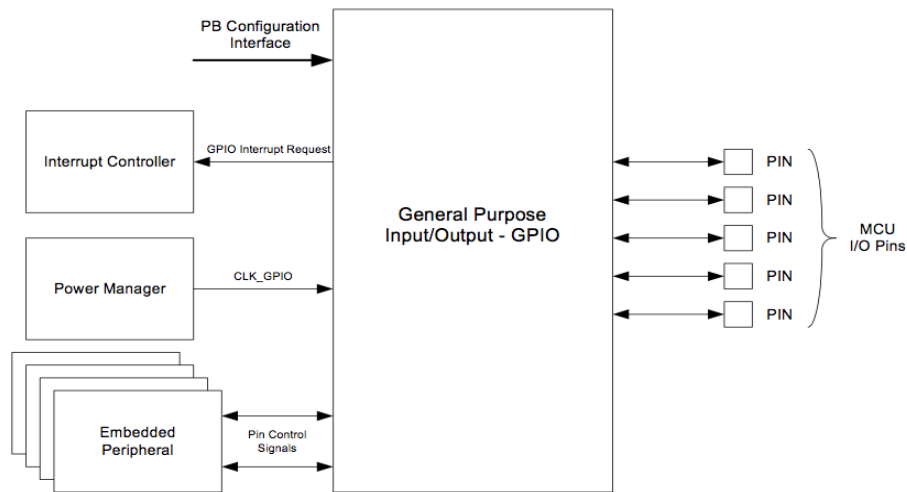 PB Configuration
Interface
Interrupt Controller
GPIO Interrupt Request
Power Manager
CLK_GPIO
Embedded
Peripheral
Pin Control
Signals
General Purpose
Input/Output - GPIO
PIN
PIN
PIN
PIN
PIN
MCU
I/O Pins